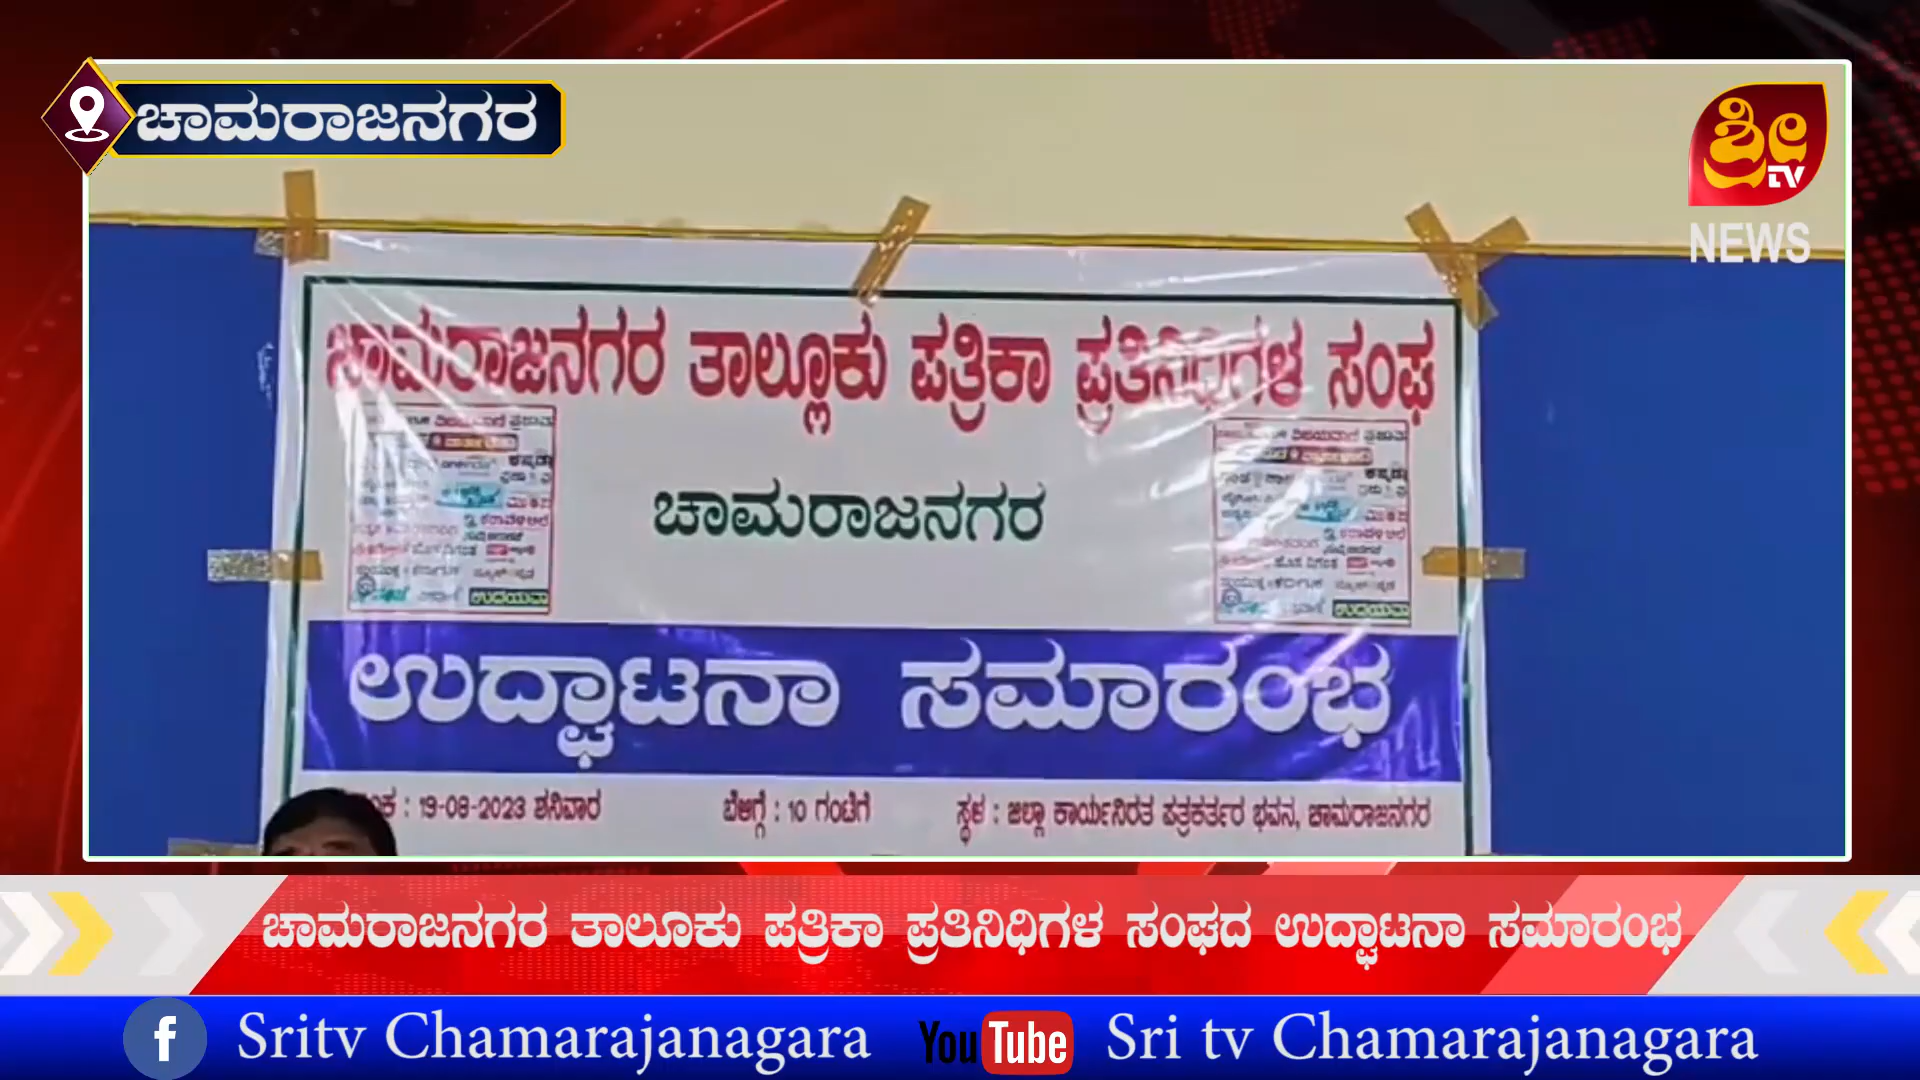 ಚಾಮರಾಜನಗರ
ಶ್ರೀ
TV
NEWS
ಚಾಮರಾಜನಗರ ತಾಲ್ಲೂಕು ಪತ್ರಿಕಾ ಪ್ರತಿನಿಧಿಗಳ ಸಂಘ
ಚಾಮರಾಜನಗರ
ಉದ್ಘಾಟನಾ ಸಮಾರಂಭ
: 19-08-2023 ಶನಿವಾರ ಬೆಳಿಗ್ಗೆ : 10 ಗಂಟೆಗೆ ಸ್ಥಳ : ಜಿಲ್ಲಾ ಕಾರ್ಯನಿರತ ಪತ್ರಕರ್ತರ ಭವನ, ಚಾಮರಾಜನಗರ
ಚಾಮರಾಜನಗರ ತಾಲೂಕು ಪತ್ರಿಕಾ ಪ್ರತಿನಿಧಿಗಳ ಸಂಘದ ಉದ್ಘಾಟನಾ ಸಮಾರಂಭ
f Sritv Chamarajanagara YouTube Sri tv Chamarajanagara